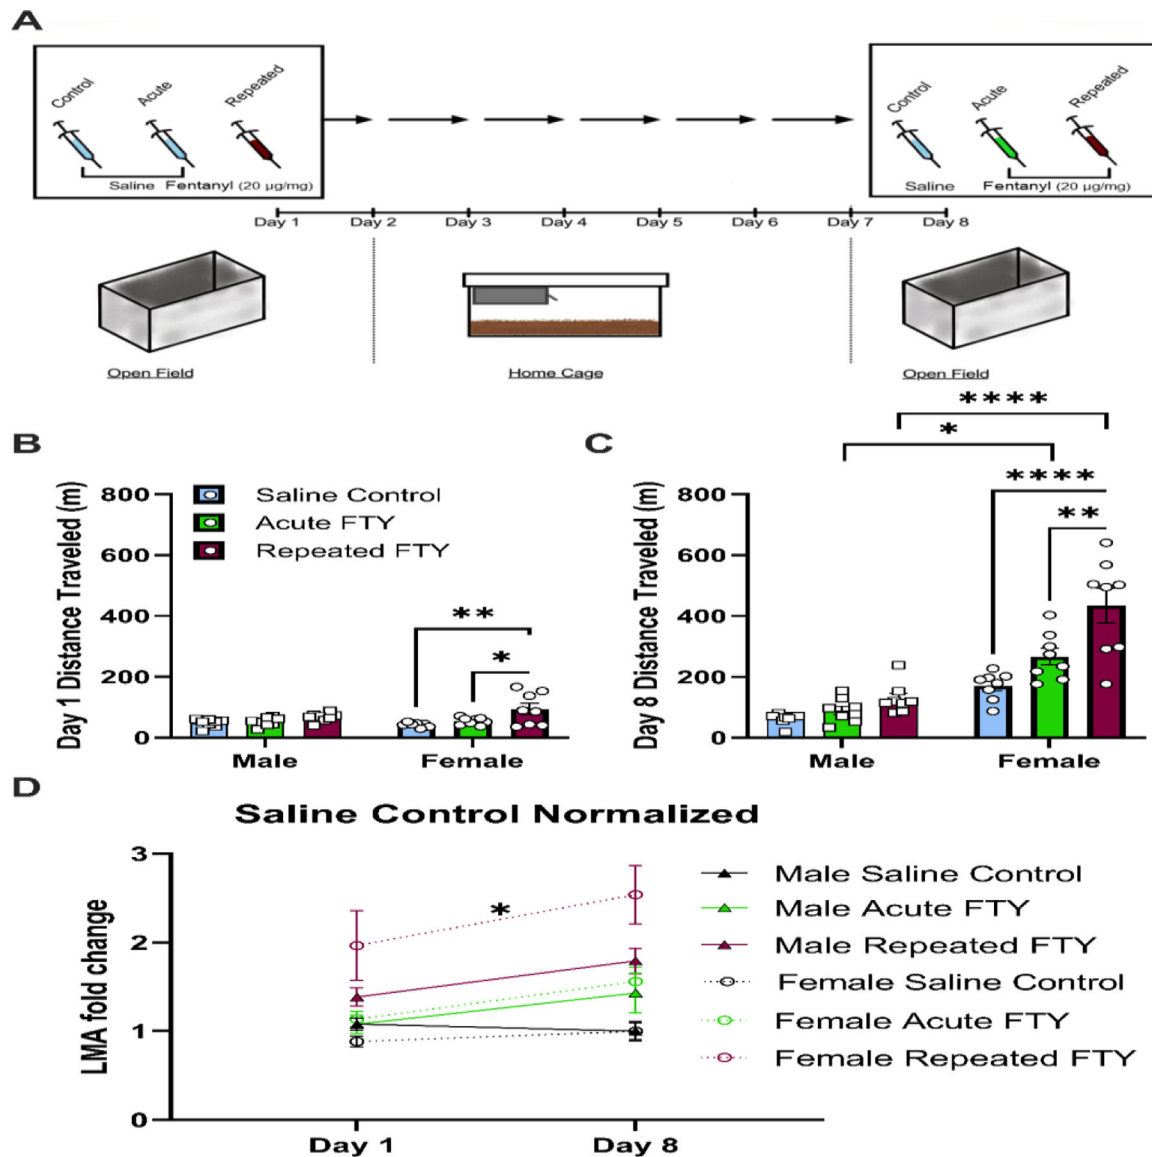 A
Control
Acute
Repeated
Saline Fentanyl (20 µg/mg)
Control
Acute
Repeated
Saline
Fentanyl (20 µg/mg)
Day 1 Day 2 Day 3 Day 4 Day 5 Day 6 Day 7 Day 8
Open Field
Home Cage
Open Field
B
Day 1 Distance Traveled (m)
800
600
400
200
0
Saline Control
Acute FTY
Repeated FTY
**
*
Male Female
C
Day 8 Distance Traveled (m)
800
600
400
200
0
****
*
****
**
Male Female
D
Saline Control Normalized
LMA fold change
3
2
1
0
*
Day 1 Day 8
Male Saline Control
Male Acute FTY
Male Repeated FTY
Female Saline Control
Female Acute FTY
Female Repeated FTY